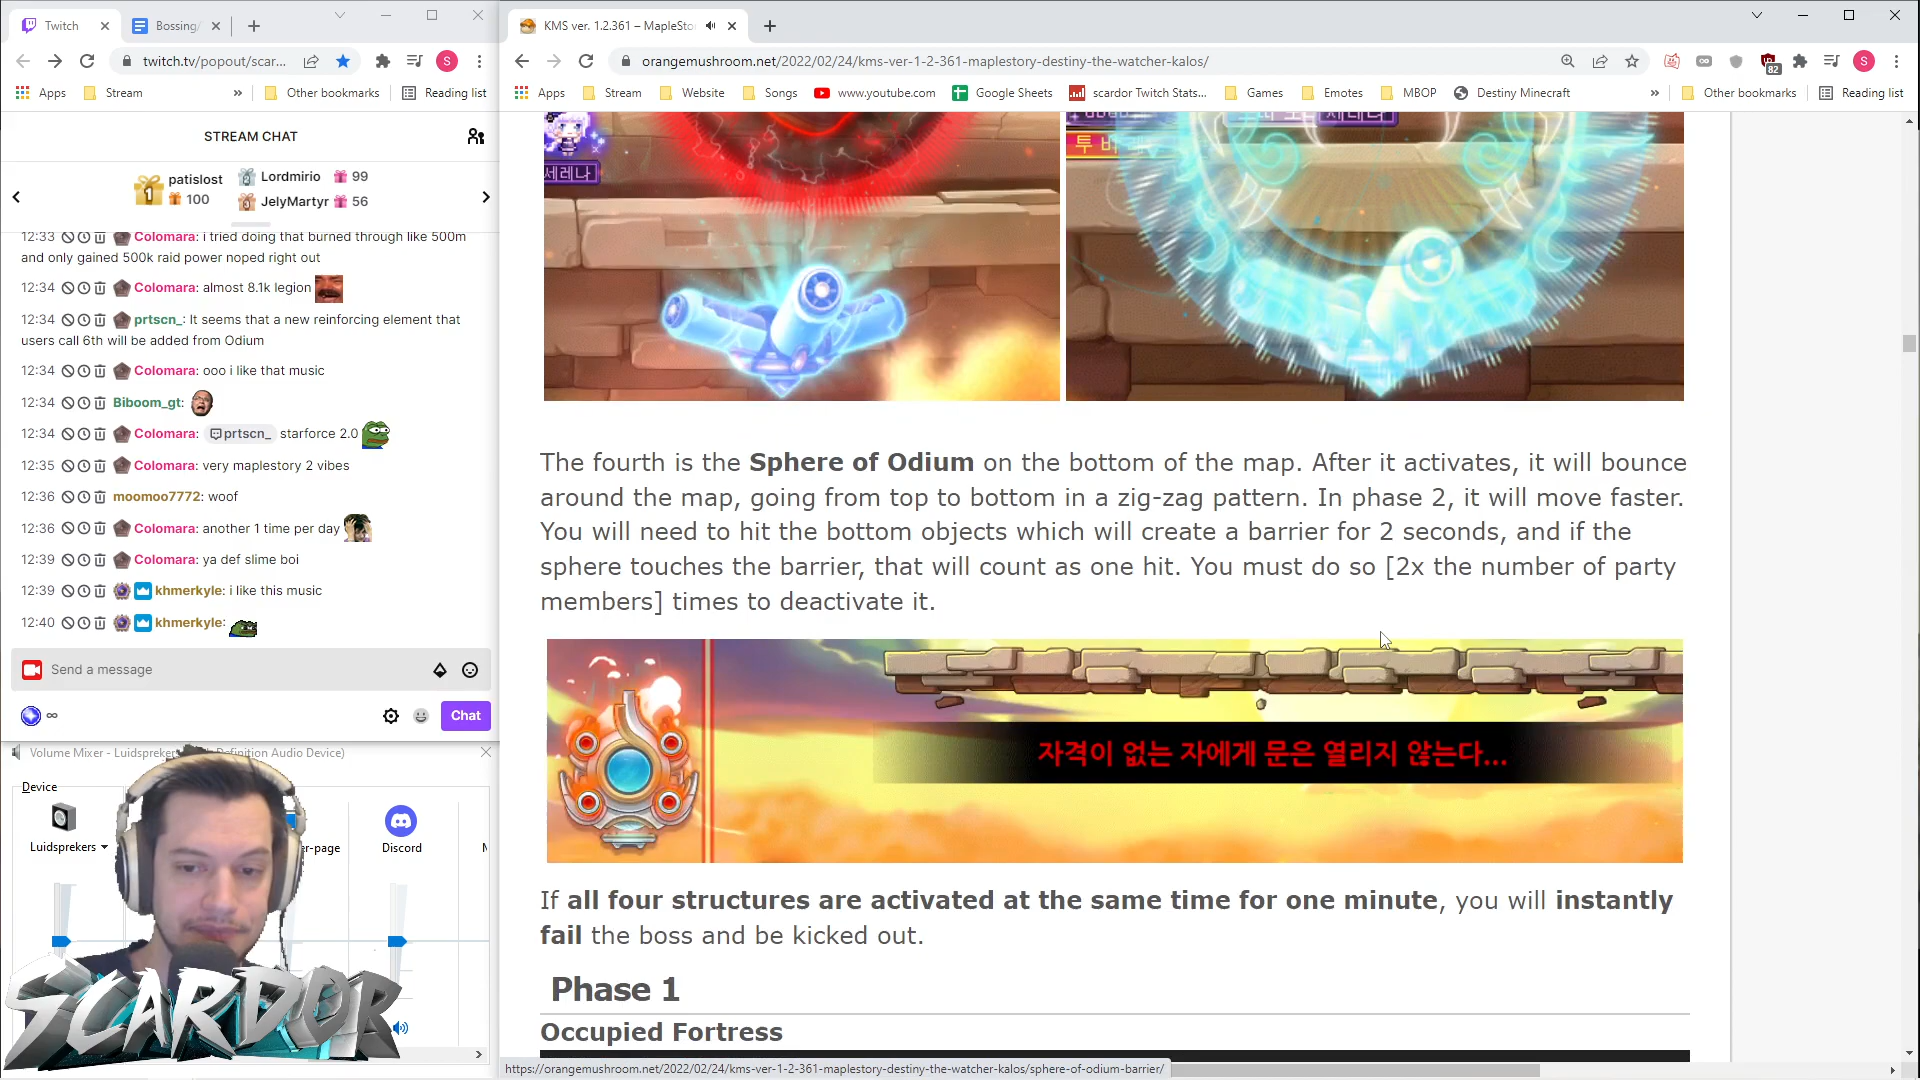 Twitch
Bossing/
KMS ver. 1.2.361 – MapleSto
twitch.tv/popout/scar...
orangemushroom.net/2022/02/24/kms-ver-1-2-361-maplestory-destiny-the-watcher-kalos/
S
82
S
Apps
Stream
»
Other bookmarks
Reading list
Apps
Stream
Website
Songs
www.youtube.com
Google Sheets
scardor Twitch Stats...
Games
Emotes
MBOP
Destiny Minecraft
»
Other bookmarks
Reading list
STREAM CHAT
1
patislost
100
Lordmirio 99
JelyMartyr 56
12:33 Colomara: i tried doing that burned through like 500m
and only gained 500k raid power noped right out
12:34 Colomara: almost 8.1k legion
12:34 prtscn_: It seems that a new reinforcing element that
users call 6th will be added from Odium
12:34 Colomara: ooo i like that music
12:34 Biboom_gt:
12:34 Colomara: prtscn_ starforce 2.0
12:35 Colomara: very maplestory 2 vibes
12:36 moomoo7772: woof
12:36 Colomara: another 1 time per day
12:39 Colomara: ya def slime boi
12:39 khmerkyle: i like this music
12:40 khmerkyle:
Send a message
∞
Chat
Volume Mixer - Luidspreker
Definition Audio Device)
Device
Luidsprekers
er-page
Discord
SCARDOR
세레나
The fourth is the Sphere of Odium on the bottom of the map. After it activates, it will bounce
around the map, going from top to bottom in a zig-zag pattern. In phase 2, it will move faster.
You will need to hit the bottom objects which will create a barrier for 2 seconds, and if the
sphere touches the barrier, that will count as one hit. You must do so [2x the number of party
members] times to deactivate it.
자격이 없는 자에게 문은 열리지 않는다...
If all four structures are activated at the same time for one minute, you will instantly
fail the boss and be kicked out.
Phase 1
Occupied Fortress
https://orangemushroom.net/2022/02/24/kms-ver-1-2-361-maplestory-destiny-the-watcher-kalos/sphere-of-odium-barrier/